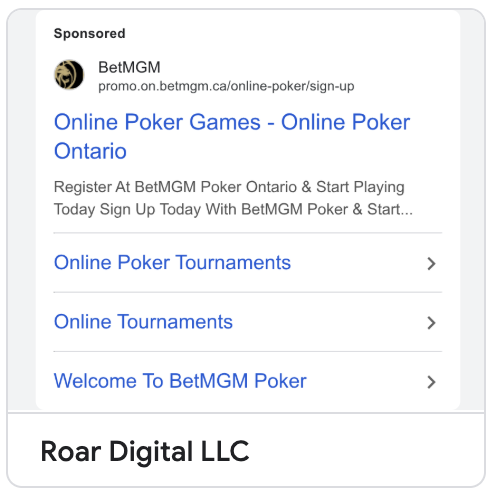 Sponsored
BetMGM
promo.on.betmgm.ca/online-poker/sign-up
Online Poker Games - Online Poker
Ontario
Register At BetMGM Poker Ontario & Start Playing
Today Sign Up Today With BetMGM Poker & Start...
Online Poker Tournaments
Online Tournaments
Welcome To BetMGM Poker
Roar Digital LLC